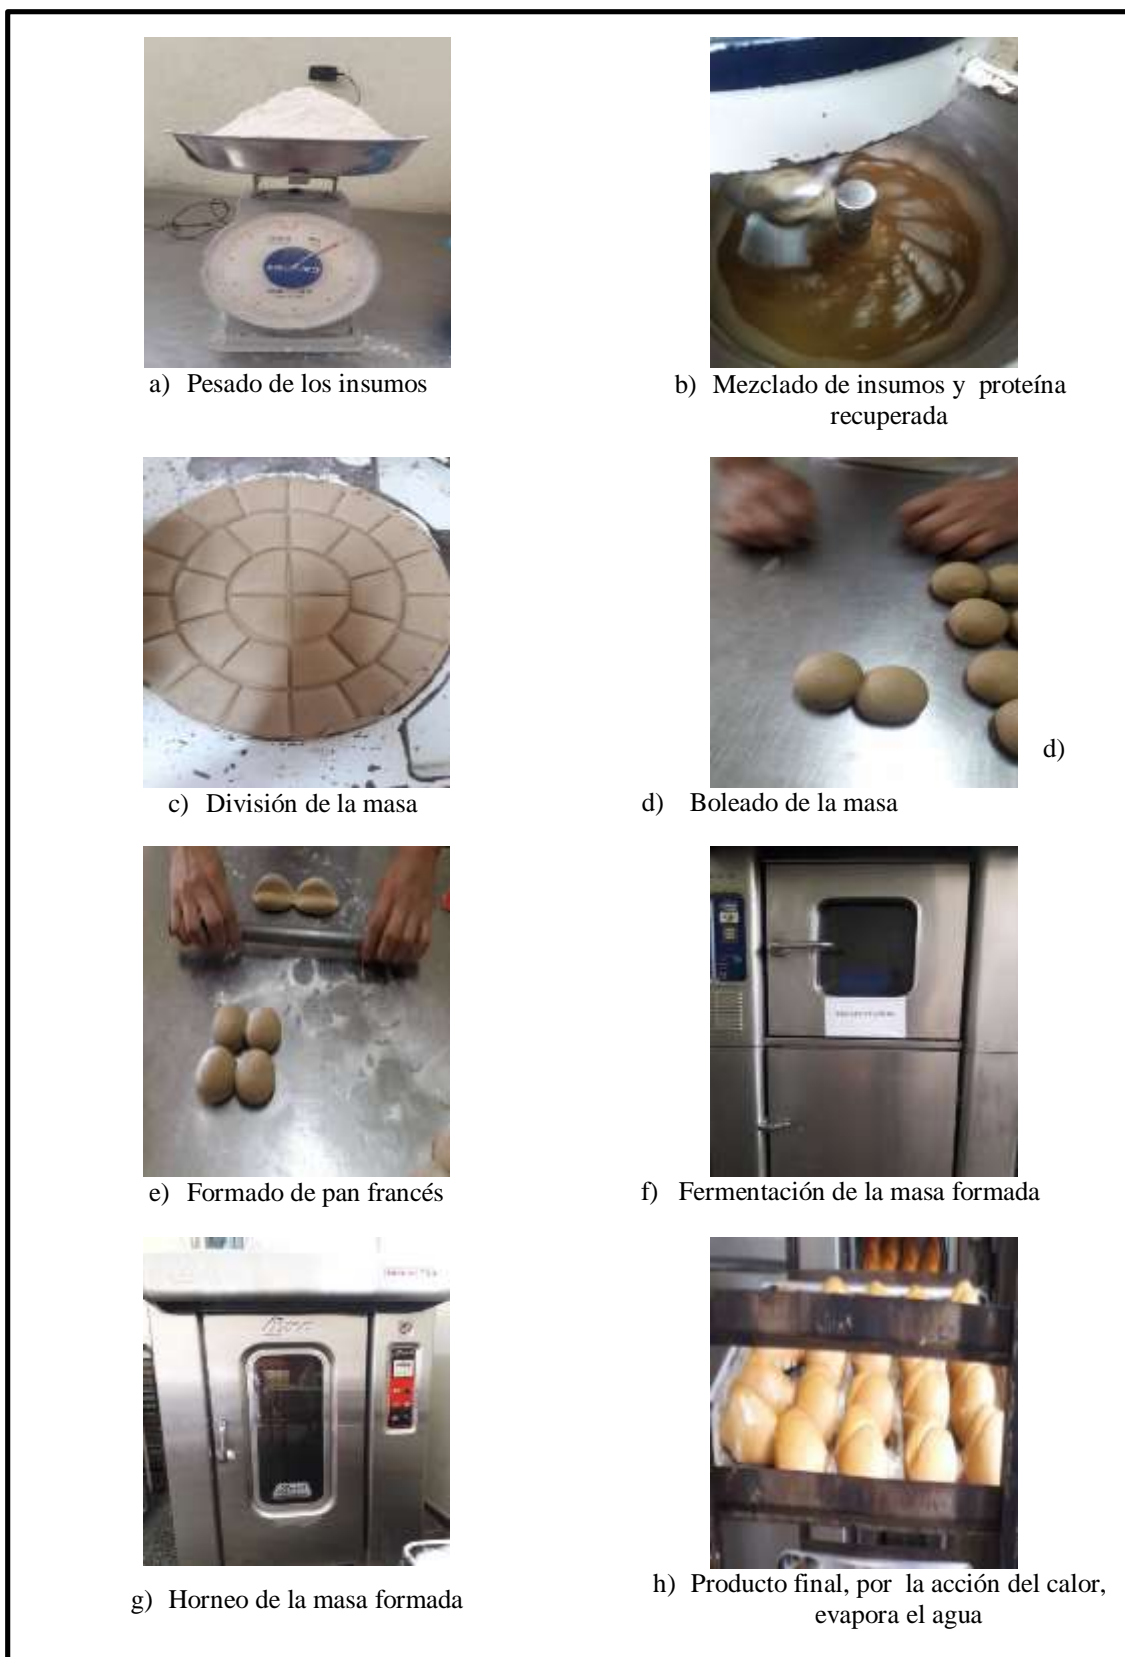 a) Pesado de los insumos
b) Mezclado de insumos y proteína
recuperada
d)
c) División de la masa
d) Boleado de la masa
e) Formado de pan francés
f) Fermentación de la masa formada
g) Horneo de la masa formada
h) Producto final, por la acción del calor,
evapora el agua